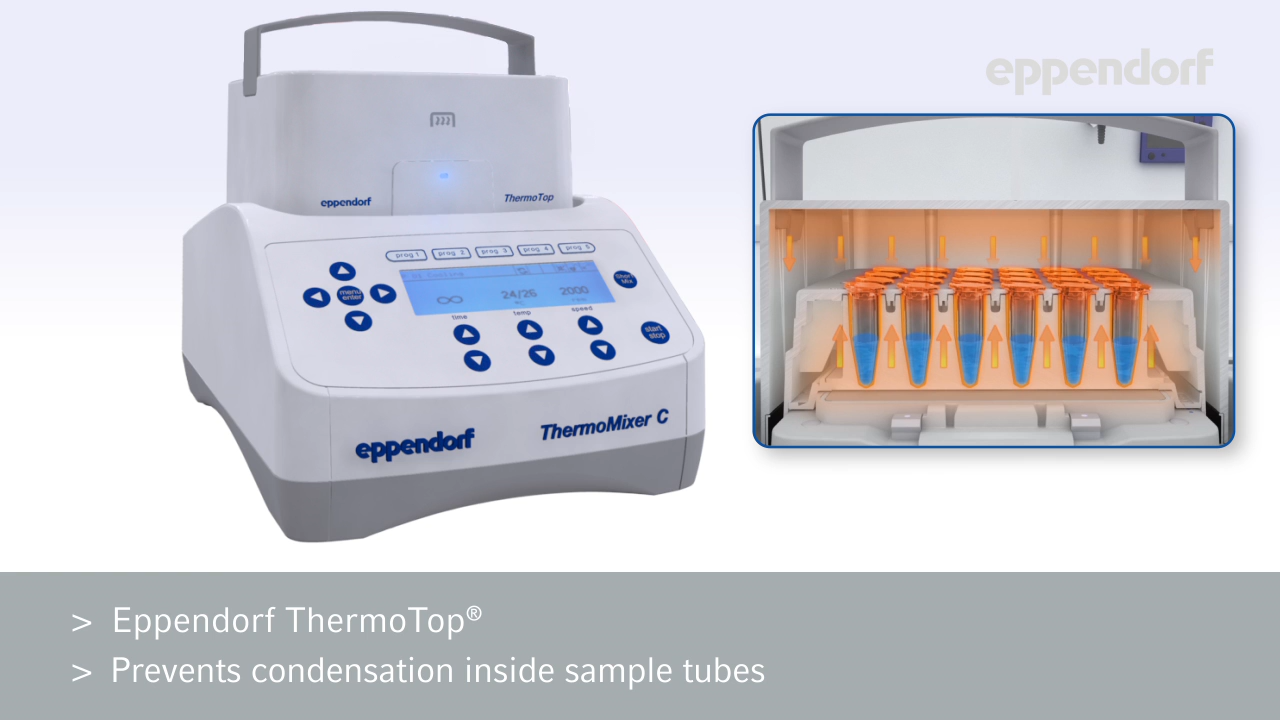 eppendorf
eppendorf
ThermoTop
prog 1 prog 2 prog 3 prog 4 prog 5
menu
enter
24/26
2000
Short
Mix
time
temp
speed
start
stop
eppendorf
ThermoMixer C
> Eppendorf ThermoTop®
> Prevents condensation inside sample tubes